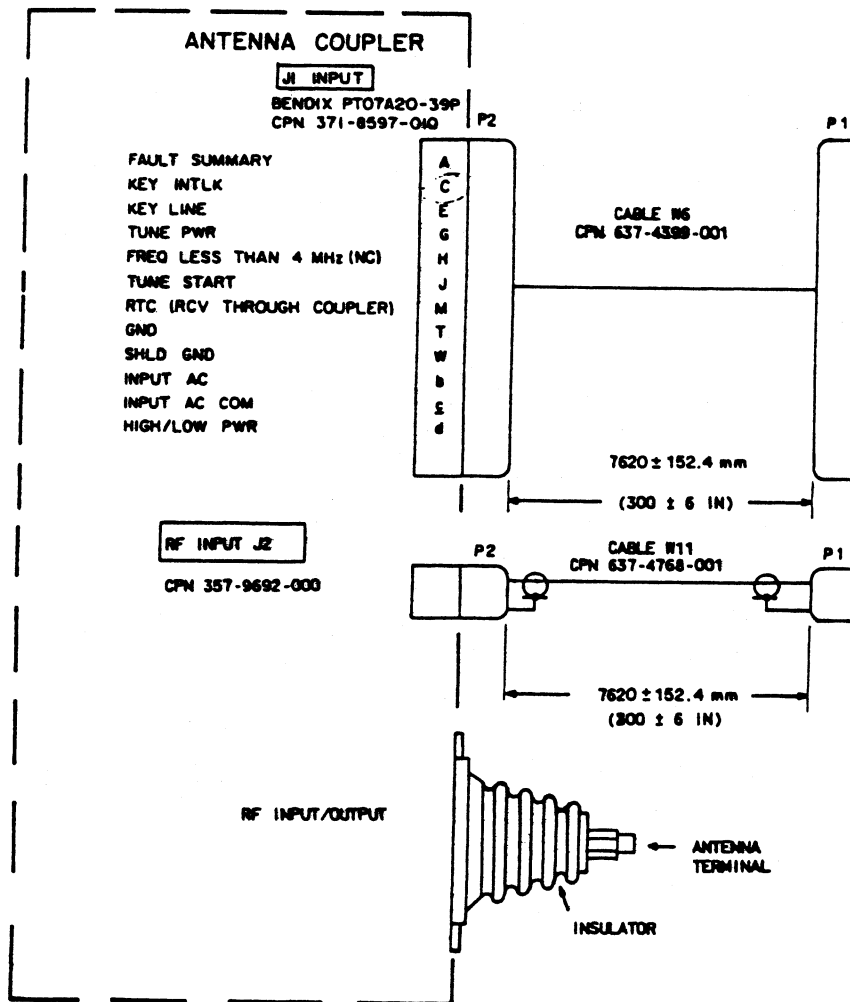 ANTENNA COUPLER
J1 INPUT
BENDIX PT07A20-39P
CPN 371-8597-010
P2
P1
FAULT SUMMARY A
KEY INTLK C
KEY LINE E
TUNE PWR G
FREQ LESS THAN 4 MHz (NC) H
TUNE START J
RTC (RCV THROUGH COUPLER) M
GND T
SHLD GND W
INPUT AC b
INPUT AC COM c
HIGH/LOW PWR d
CABLE W6
CPN 637-4399-001
7620 ± 152.4 mm
(300 ± 6 IN)
RF INPUT J2
CPN 357-9692-000
P2
CABLE W11
CPN 637-4768-001
P1
7620 ± 152.4 mm
(300 ± 6 IN)
RF INPUT/OUTPUT
ANTENNA
TERMINAL
INSULATOR